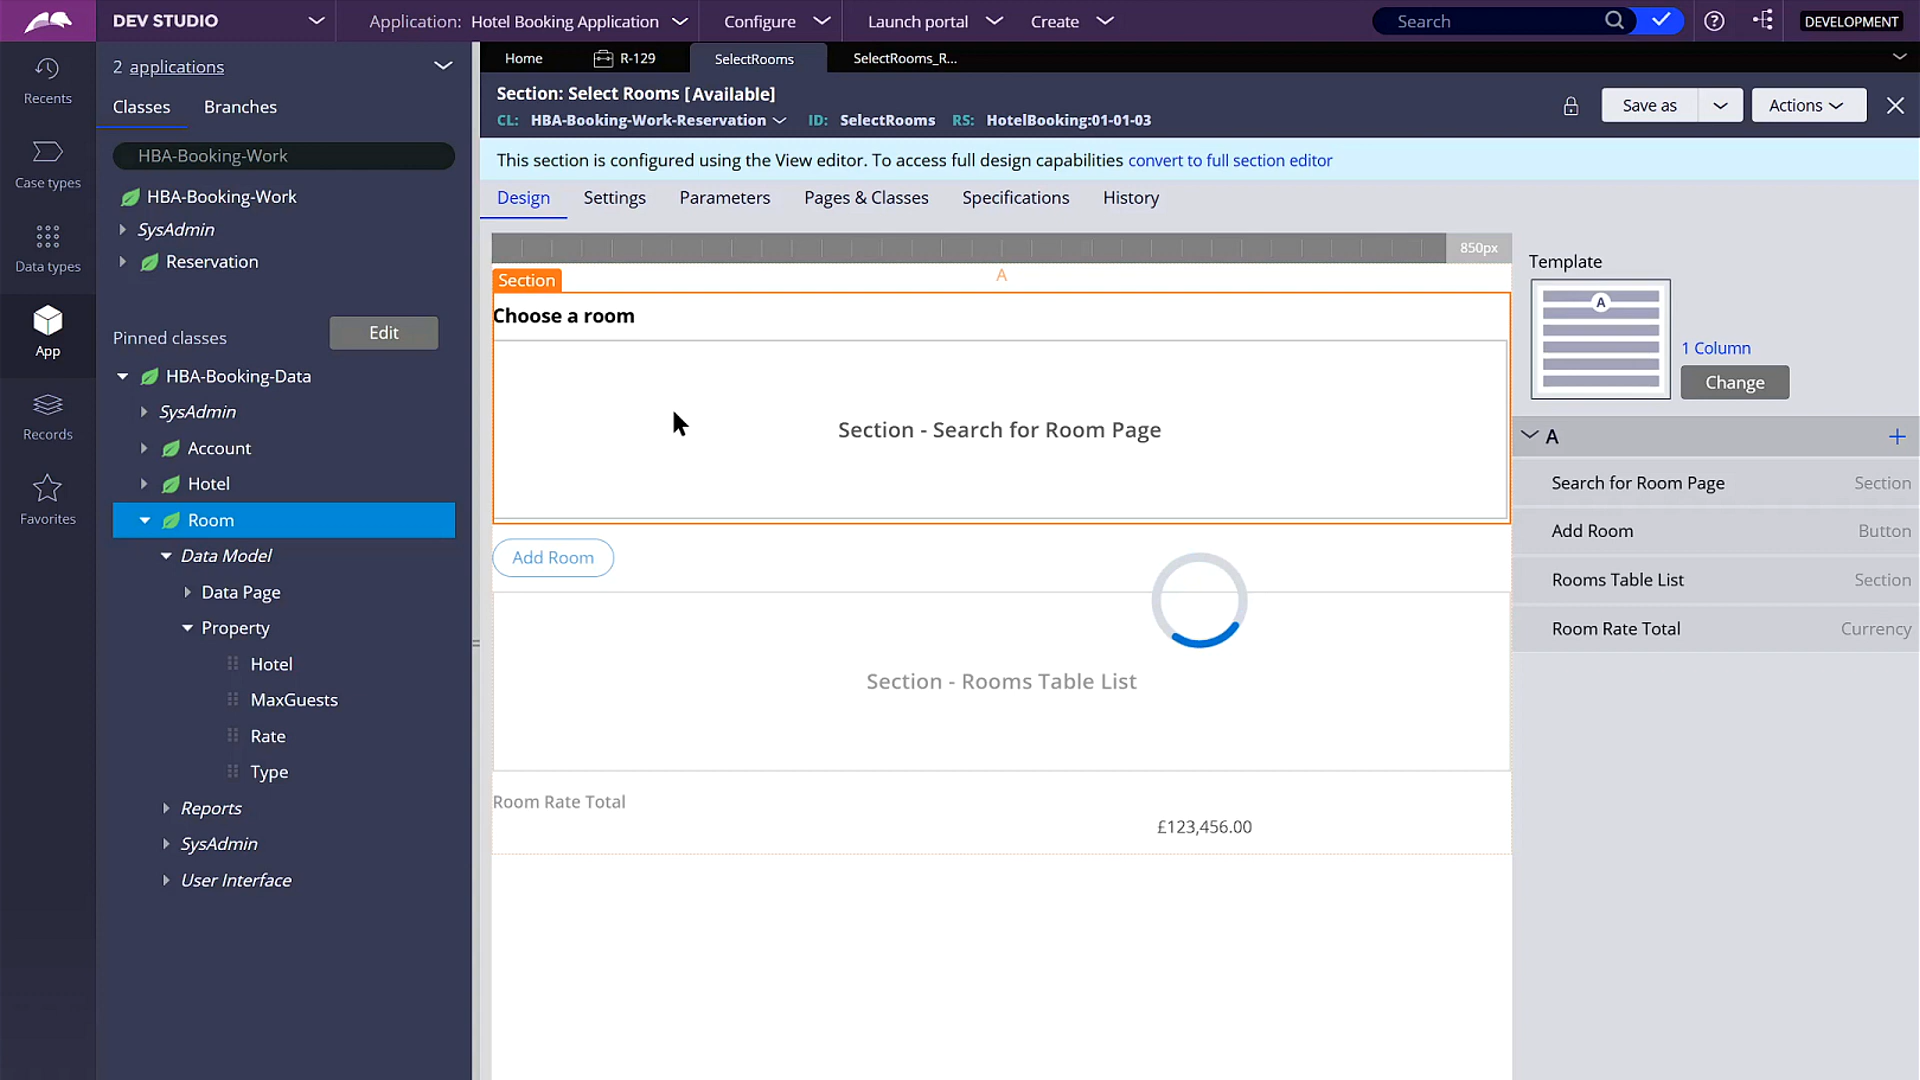 DEV STUDIO
Application: Hotel Booking Application
Configure
Launch portal
Create
Search
DEVELOPMENT
Recents
Case types
Data types
App
Records
Favorites
2 applications
Classes
Branches
HBA-Booking-Work
HBA-Booking-Work
SysAdmin
Reservation
Pinned classes
Edit
HBA-Booking-Data
SysAdmin
Account
Hotel
Room
Data Model
Data Page
Property
Hotel
MaxGuests
Rate
Type
Reports
SysAdmin
User Interface
Home
R-129
SelectRooms
SelectRooms_R...
Section: Select Rooms [Available]
CL: HBA-Booking-Work-Reservation ID: SelectRooms RS: HotelBooking:01-01-03
Save as
Actions
This section is configured using the View editor. To access full design capabilities convert to full section editor
Design
Settings
Parameters
Pages & Classes
Specifications
History
850px
Section
A
Choose a room
Section - Search for Room Page
Add Room
Section - Rooms Table List
Room Rate Total
£123,456.00
Template
A
1 Column
Change
A
Search for Room Page Section
Add Room Button
Rooms Table List Section
Room Rate Total Currency